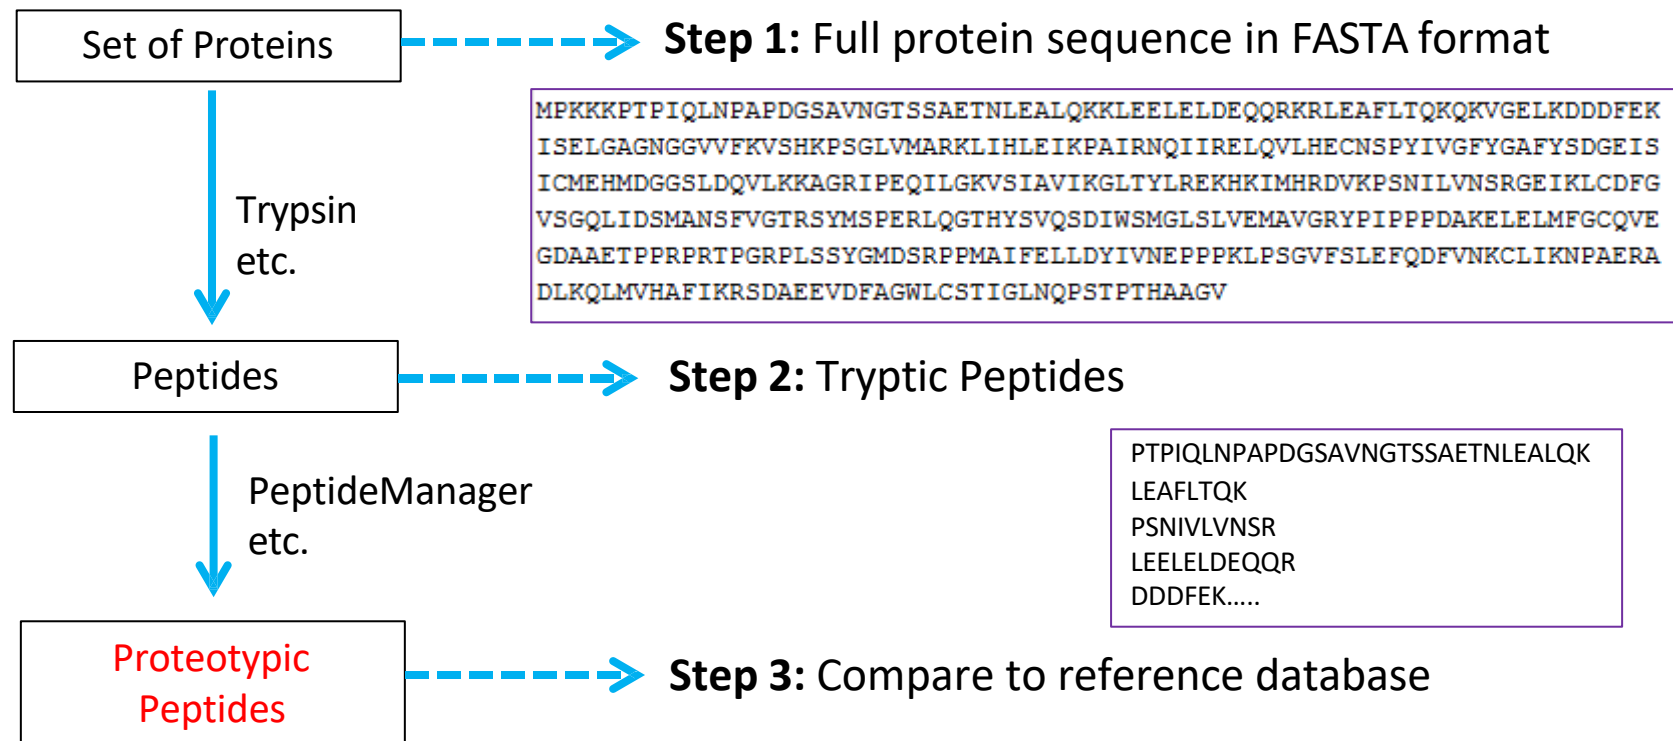 Set of Proteins
Step 1: Full protein sequence in FASTA format
MPKKKPTPIQLNPAPDGSAVNGTSSAETNLEALQKKLEELELDEQQRKRLEAFLTQKQKVGELKDDDFEK
ISELGAGNGGVVFKVSHKPSGLVMARKLIHLEIKPAIRNQIIRELQVLHECNSPYIVGFYGAFYSDGEIS
ICMEHMDGGSLDQVLKKAGRIPEQILGKVSIAVIKGLTYLREKHKIMHRDVKPSNILVNSRGEIKLCDFG
VSGQLIDSMANSFVGTRSYMSPERLQGTHYSVQSDIWSMGLSLVEMAVGRYPIPPPDAKELELMFGCQVE
GDAAETPPRPRTPGRPLSSYGMDSRPPMAIFELLDYIVNEPPPKLPSGVFSLEFQDFVNKCLIKNPAERA
DLKQLMVHAFIKRSDAEEVDFAGWLCSTIGLNQPSTPTHAAGV
Trypsin
etc.
Peptides
Step 2: Tryptic Peptides
PTPIQLNPAPDGSAVNGTSSAETNLEALQK
LEAFLTQK
PSNIVLVNSR
LEELELDEQQR
DDDFEK.....
PeptideManager
etc.
Proteotypic
Peptides
Step 3: Compare to reference database